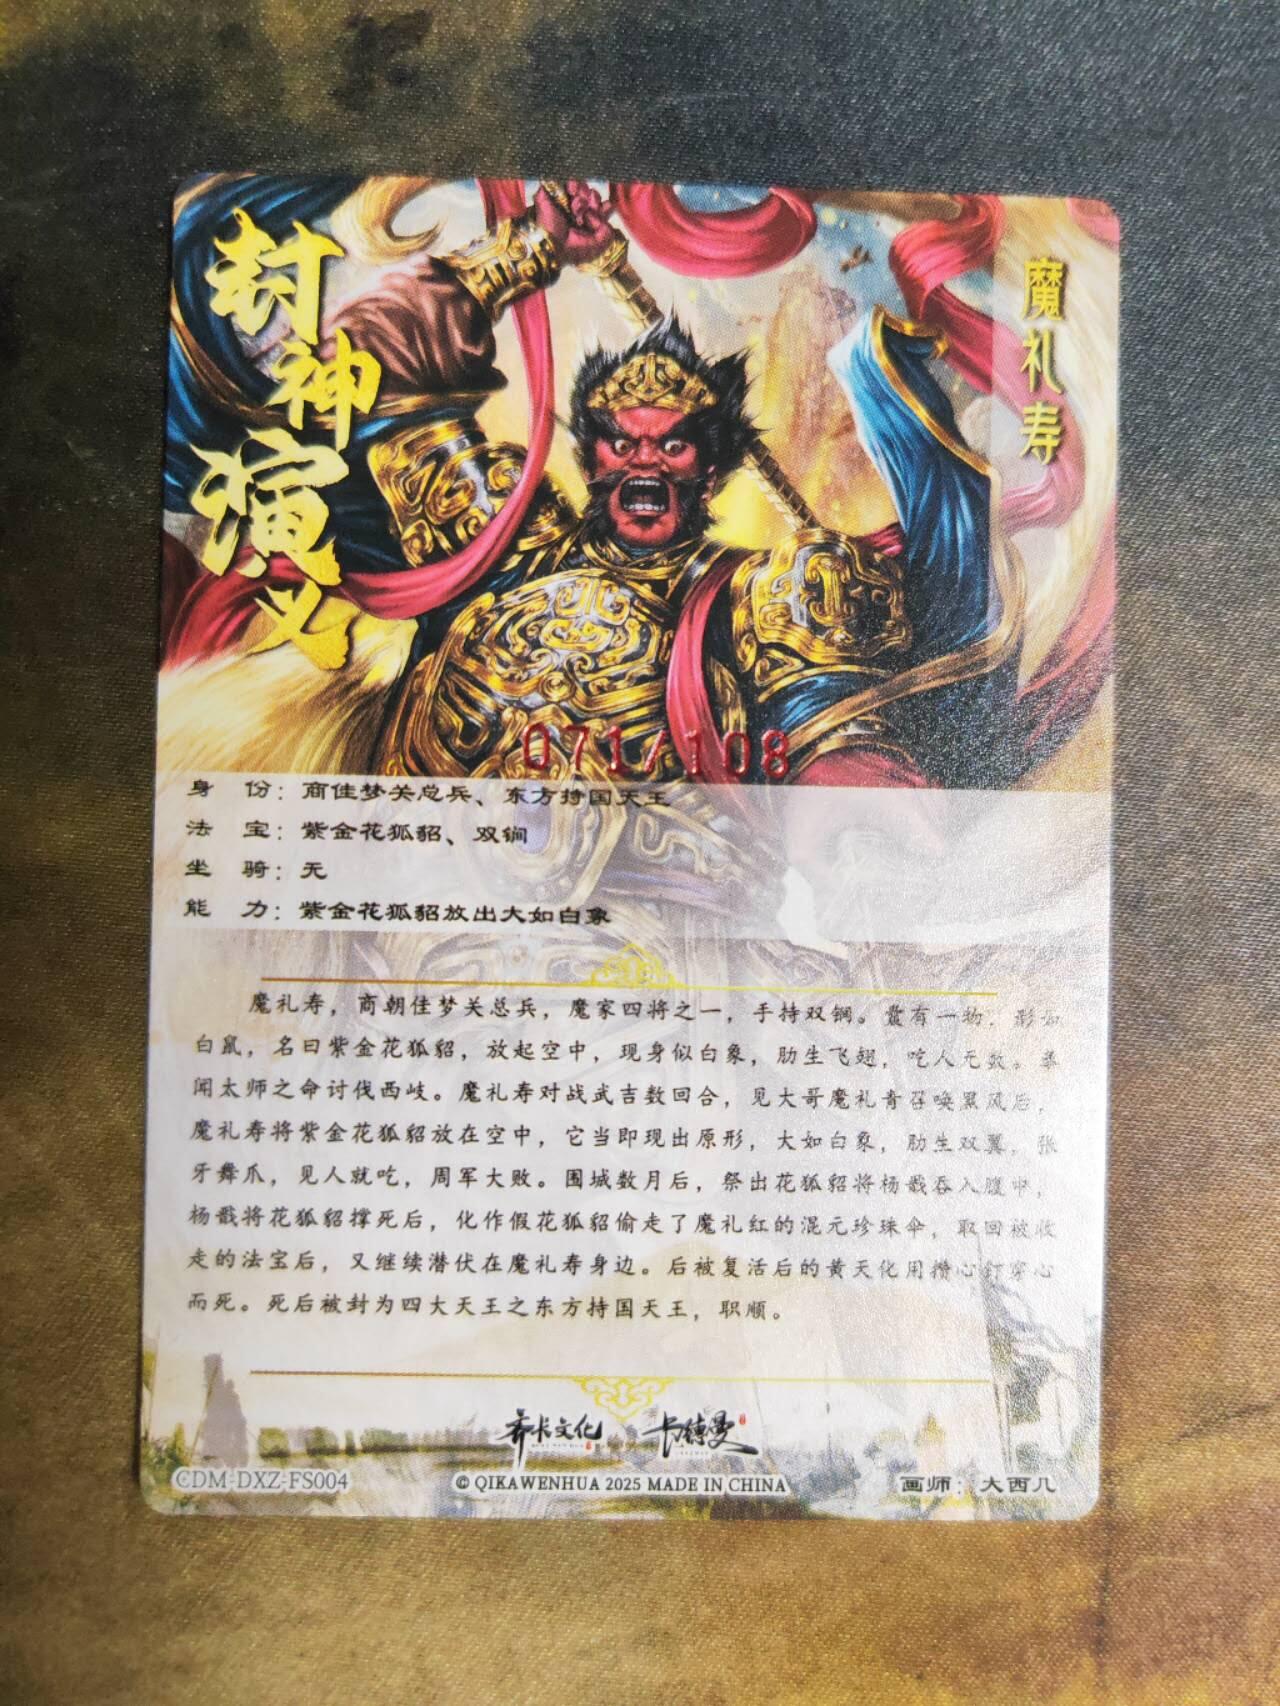 封神演义
魔礼寿
071/108
身 份：商佳梦关总兵、东方持国天王
法 宝：紫金花狐貂、双锏
坐 骑：无
能 力：紫金花狐貂放出大如白象
魔礼寿，商朝佳梦关总兵，魔家四将之一，手持双锏。囊有一物，形如
白鼠，名曰紫金花狐貂，放起空中，现身似白象，肋生飞翅，吃人无数。奉
闻太师之命讨伐西岐。魔礼寿对战武吉数回合，见大哥魔礼青召唤黑风后，
魔礼寿将紫金花狐貂放在空中，它当即现出原形，大如白象，肋生双翼，张
牙舞爪，见人就吃，周军大败。围城数月后，祭出花狐貂将杨戬吞入腹中，
杨戬将花狐貂撑死后，化作假花狐貂偷走了魔礼红的混元珍珠伞，取回被收
走的法宝后，又继续潜伏在魔礼寿身边。后被复活后的黄天化用攒心钉穿心
而死。死后被封为四大天王之东方持国天王，职顺。
齐卡文化 卡德曼
CDM-DXZ-FS004
© QIKAWENHUA 2025 MADE IN CHINA
画师：大西几